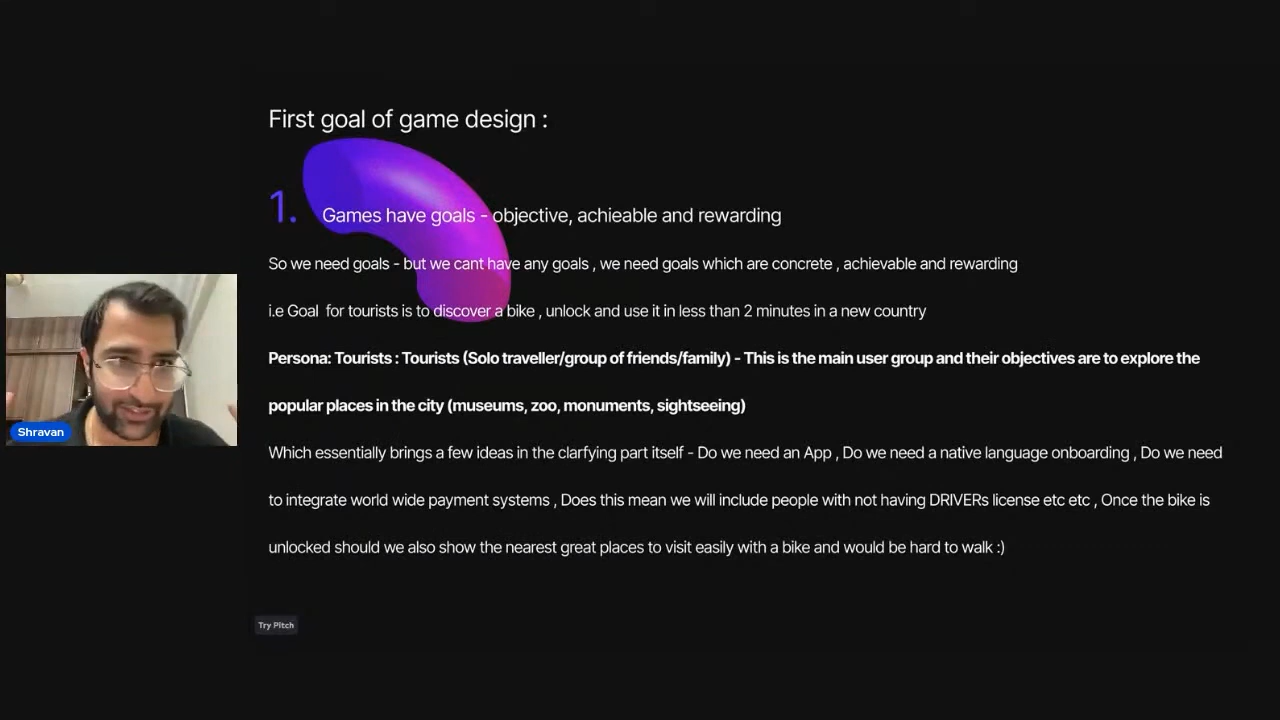 First goal of game design :
1. Games have goals - objective, achieable and rewarding
So we need goals - but we cant have any goals , we need goals which are concrete , achievable and rewarding
i.e Goal for tourists is to discover a bike , unlock and use it in less than 2 minutes in a new country
Persona: Tourists : Tourists (Solo traveller/group of friends/family) - This is the main user group and their objectives are to explore the
popular places in the city (museums, zoo, monuments, sightseeing)
Shravan
Which essentially brings a few ideas in the clarfying part itself - Do we need an App , Do we need a native language onboarding , Do we need
to integrate world wide payment systems , Does this mean we will include people with not having DRIVERs license etc etc , Once the bike is
unlocked should we also show the nearest great places to visit easily with a bike and would be hard to walk :)
Try Pitch